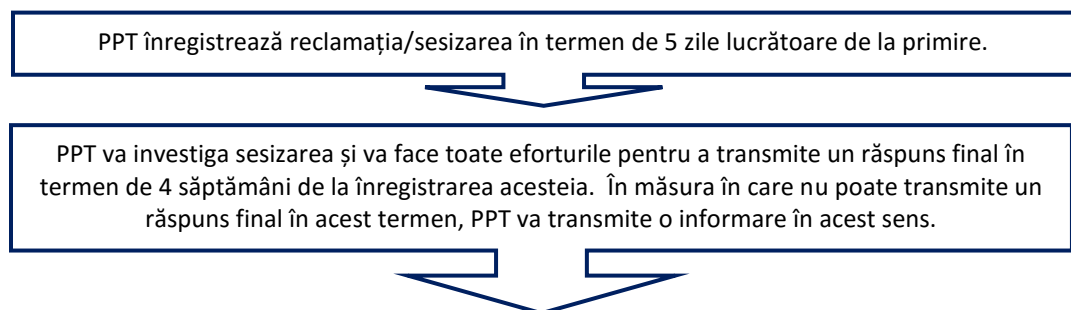 PPT înregistrează reclamația/sesizarea în termen de 5 zile lucrătoare de la primire.
PPT va investiga sesizarea și va face toate eforturile pentru a transmite un răspuns final în
termen de 4 săptămâni de la înregistrarea acesteia.  În măsura în care nu poate transmite un
răspuns final în acest termen, PPT va transmite o informare în acest sens.